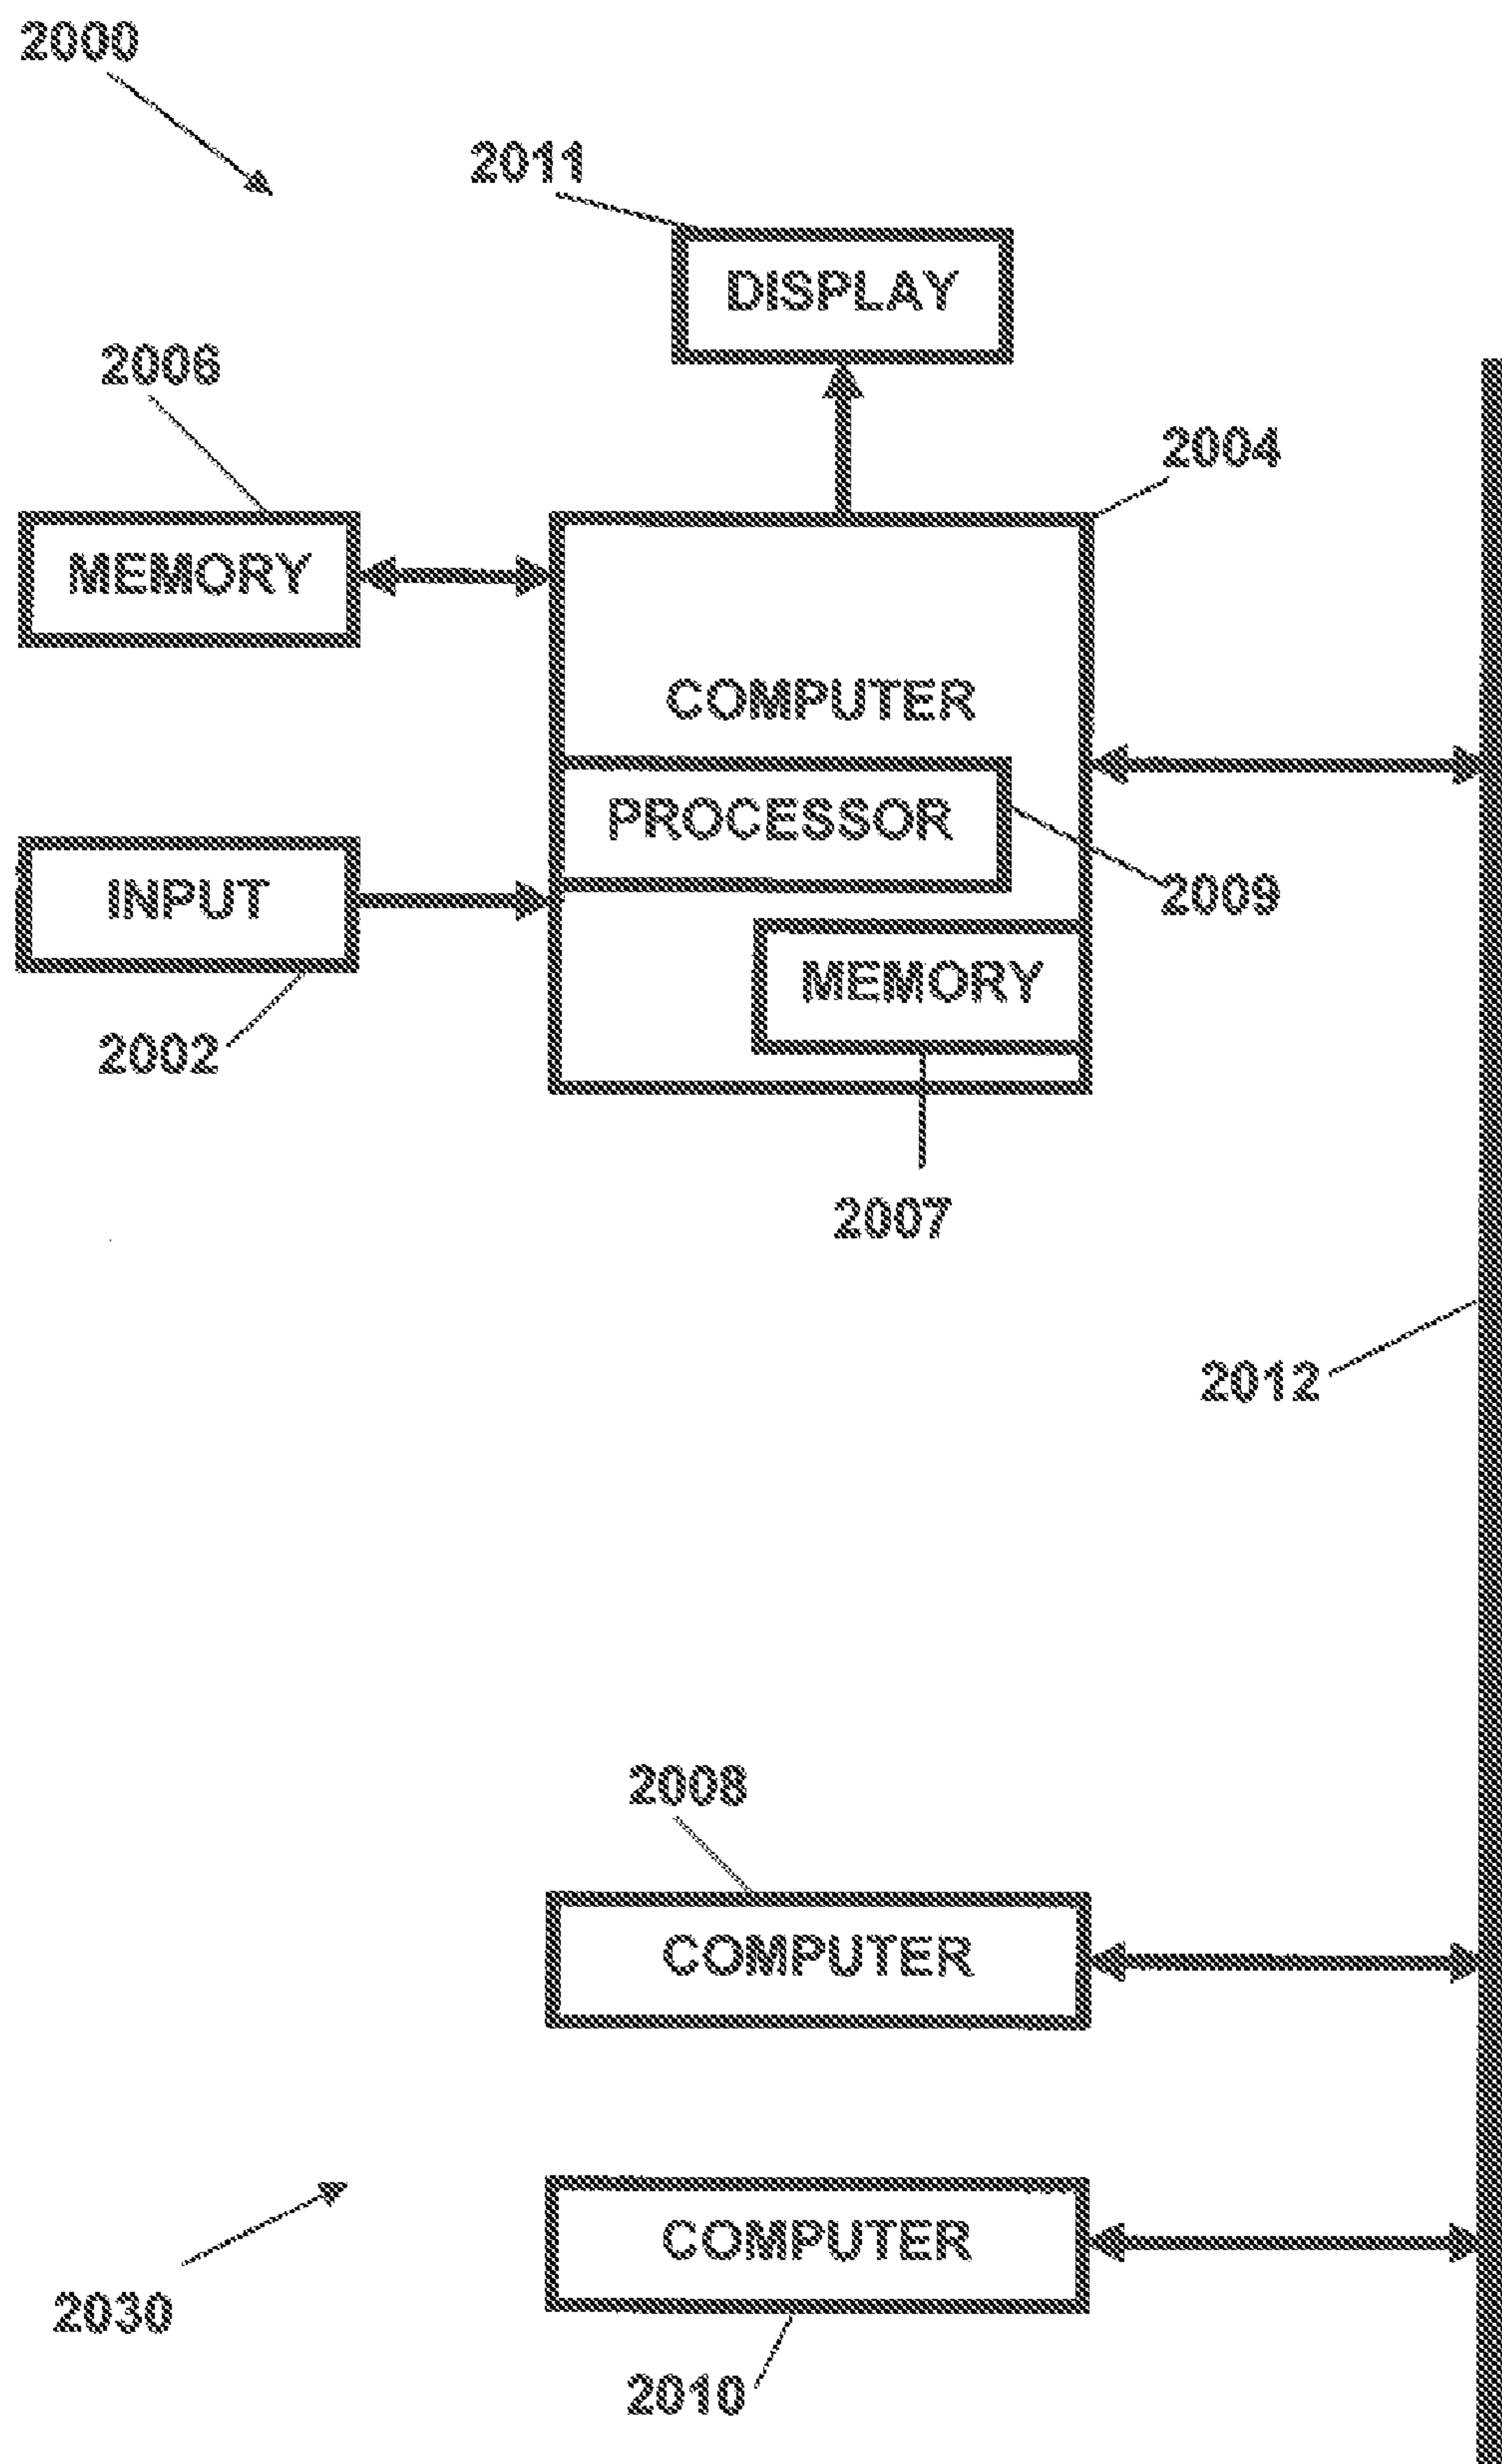 2000
2011
DISPLAY
2006
2004
MEMORY
COMPUTER
PROCESSOR
INPUT
2009
MEMORY
2002
2007
2012
2008
COMPUTER
COMPUTER
2030
2010